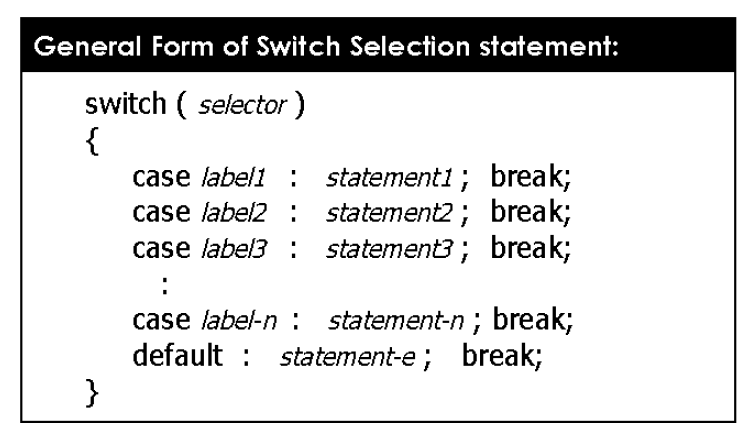 General Form of Switch Selection statement:
switch ( selector )
{
case label1 : statement1 ; break;
case label2 : statement2 ; break;
case label3 : statement3 ; break;
:
case label-n : statement-n ; break;
default : statement-e ; break;
}